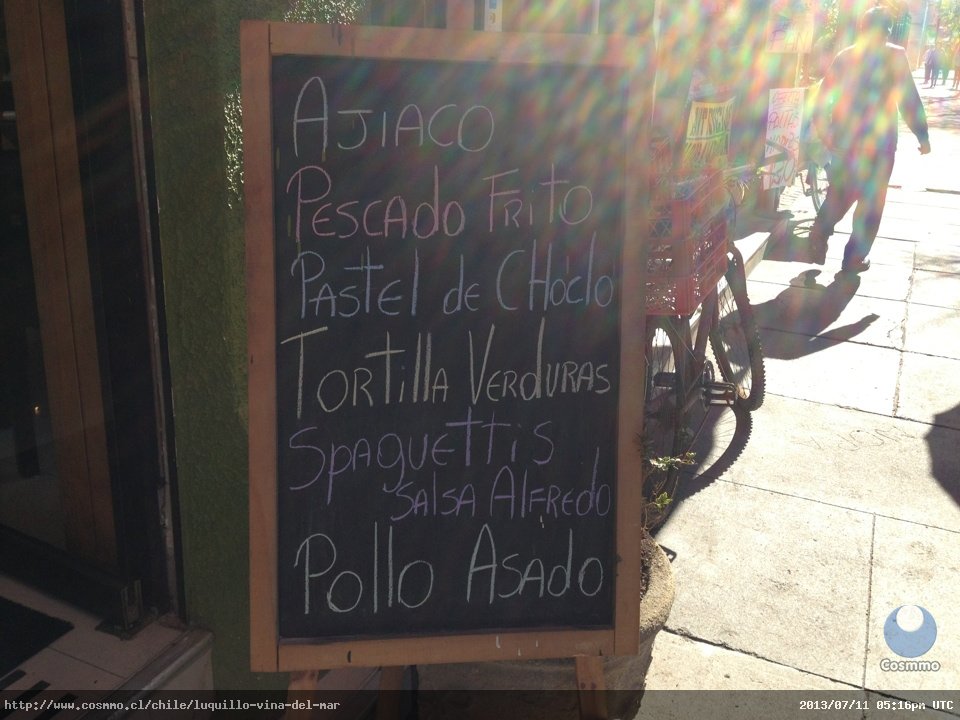 AJIACO
PESCADO FRITO
PASTEL de CHOCLO
TORTILLA VERDURAS
SPAGUETTIS
SALSA ALFREDO
POLLO ASADO
Cosmmo
http://www.cosmmo.cl/chile/luquillo-vina-del-mar
2013/07/11 05:16pm UTC